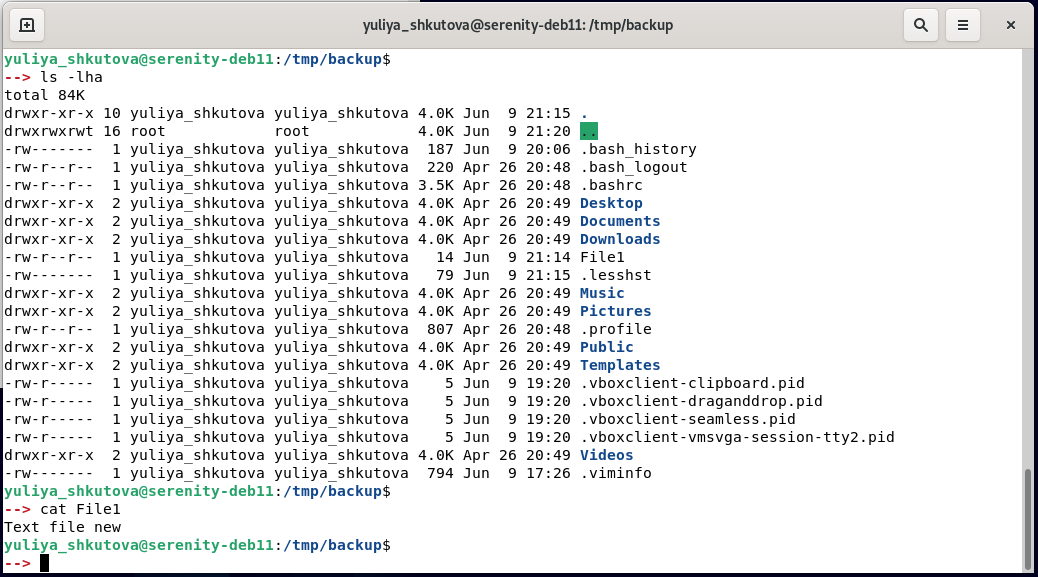 yuliya_shkutova@serenity-deb11: /tmp/backup
yuliya_shkutova@serenity-deb11:/tmp/backup$
--> ls -lha
total 84K
drwxr-xr-x 10 yuliya_shkutova yuliya_shkutova 4.0K Jun  9 21:15 .
drwxrwxrwt 16 root            root            4.0K Jun  9 21:20 ..
-rw-------  1 yuliya_shkutova yuliya_shkutova  187 Jun  9 20:06 .bash_history
-rw-r--r--  1 yuliya_shkutova yuliya_shkutova  220 Apr 26 20:48 .bash_logout
-rw-r--r--  1 yuliya_shkutova yuliya_shkutova 3.5K Apr 26 20:48 .bashrc
drwxr-xr-x  2 yuliya_shkutova yuliya_shkutova 4.0K Apr 26 20:49 Desktop
drwxr-xr-x  2 yuliya_shkutova yuliya_shkutova 4.0K Apr 26 20:49 Documents
drwxr-xr-x  2 yuliya_shkutova yuliya_shkutova 4.0K Apr 26 20:49 Downloads
-rw-r--r--  1 yuliya_shkutova yuliya_shkutova   14 Jun  9 21:14 File1
-rw-------  1 yuliya_shkutova yuliya_shkutova   79 Jun  9 21:15 .lesshst
drwxr-xr-x  2 yuliya_shkutova yuliya_shkutova 4.0K Apr 26 20:49 Music
drwxr-xr-x  2 yuliya_shkutova yuliya_shkutova 4.0K Apr 26 20:49 Pictures
-rw-r--r--  1 yuliya_shkutova yuliya_shkutova  807 Apr 26 20:48 .profile
drwxr-xr-x  2 yuliya_shkutova yuliya_shkutova 4.0K Apr 26 20:49 Public
drwxr-xr-x  2 yuliya_shkutova yuliya_shkutova 4.0K Apr 26 20:49 Templates
-rw-r-----  1 yuliya_shkutova yuliya_shkutova    5 Jun  9 19:20 .vboxclient-clipboard.pid
-rw-r-----  1 yuliya_shkutova yuliya_shkutova    5 Jun  9 19:20 .vboxclient-draganddrop.pid
-rw-r-----  1 yuliya_shkutova yuliya_shkutova    5 Jun  9 19:20 .vboxclient-seamless.pid
-rw-r-----  1 yuliya_shkutova yuliya_shkutova    5 Jun  9 19:20 .vboxclient-vmsvga-session-tty2.pid
drwxr-xr-x  2 yuliya_shkutova yuliya_shkutova 4.0K Apr 26 20:49 Videos
-rw-------  1 yuliya_shkutova yuliya_shkutova  794 Jun  9 17:26 .viminfo
yuliya_shkutova@serenity-deb11:/tmp/backup$
--> cat File1
Text file new
yuliya_shkutova@serenity-deb11:/tmp/backup$
-->